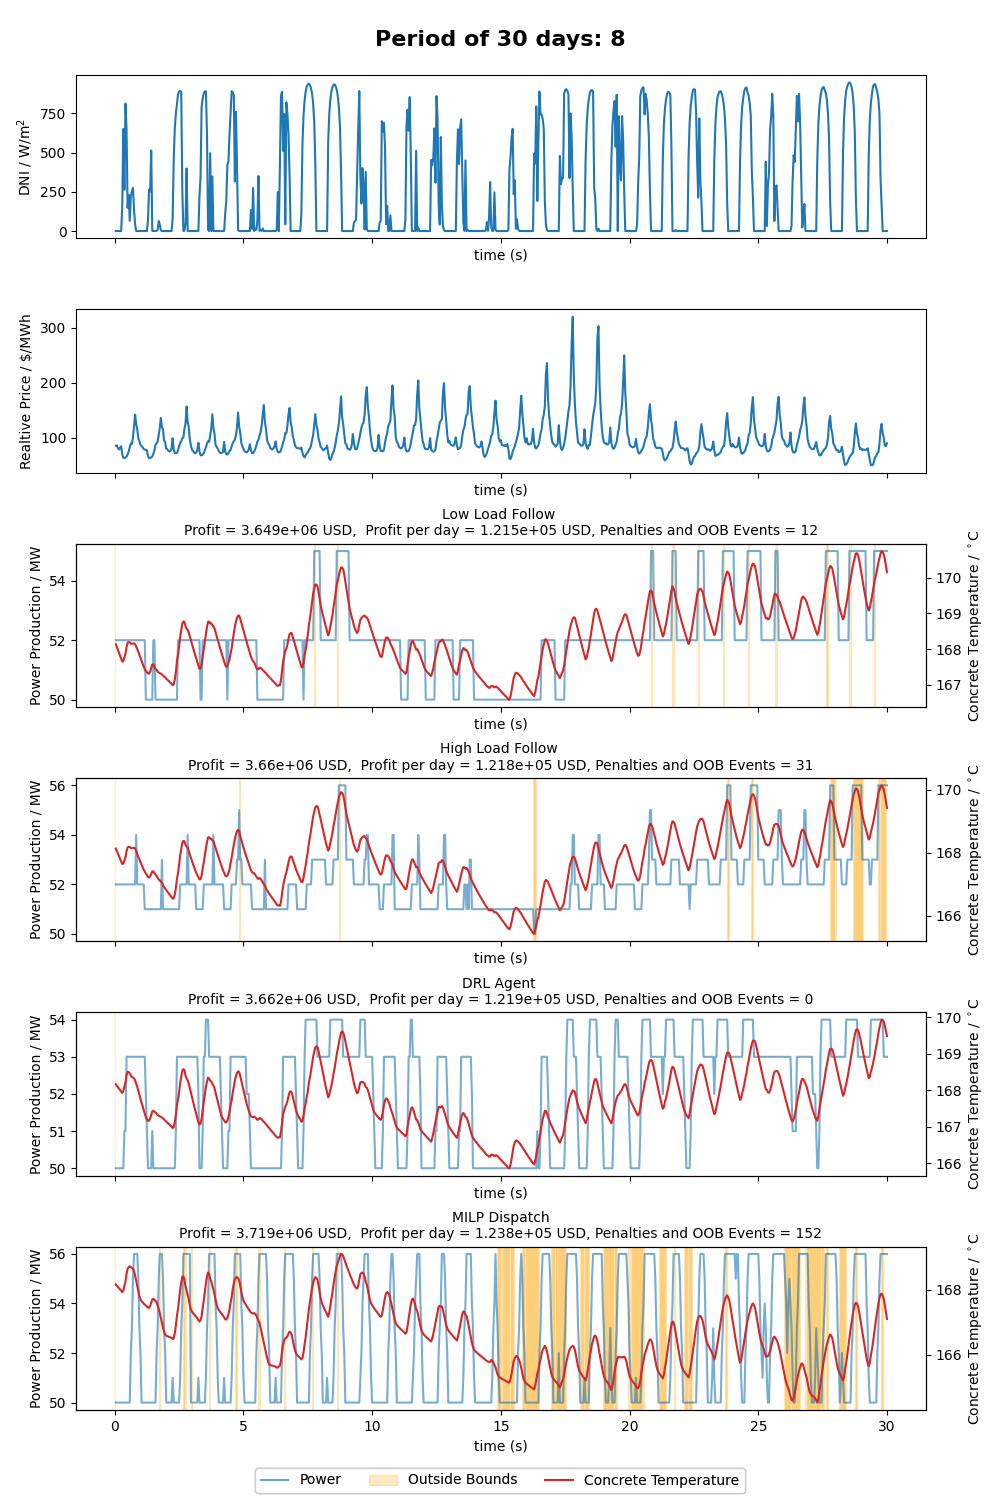 Period of 30 days: 8
DNI / W/m²
750
500
250
0
time (s)
Realtive Price / $/MWh
300
200
100
time (s)
Low Load Follow
Profit = 3.649e+06 USD,  Profit per day = 1.215e+05 USD, Penalties and OOB Events = 12
Power Production / MW
54
52
50
170
169
168
167
Concrete Temperature / °C
time (s)
High Load Follow
Profit = 3.66e+06 USD,  Profit per day = 1.218e+05 USD, Penalties and OOB Events = 31
Power Production / MW
56
54
52
50
170
168
166
Concrete Temperature / °C
time (s)
DRL Agent
Profit = 3.662e+06 USD,  Profit per day = 1.219e+05 USD, Penalties and OOB Events = 0
Power Production / MW
54
53
52
51
50
170
169
168
167
166
Concrete Temperature / °C
time (s)
MILP Dispatch
Profit = 3.719e+06 USD,  Profit per day = 1.238e+05 USD, Penalties and OOB Events = 152
Power Production / MW
56
54
52
50
168
166
Concrete Temperature / °C
0 5 10 15 20 25 30
time (s)
Power Outside Bounds Concrete Temperature